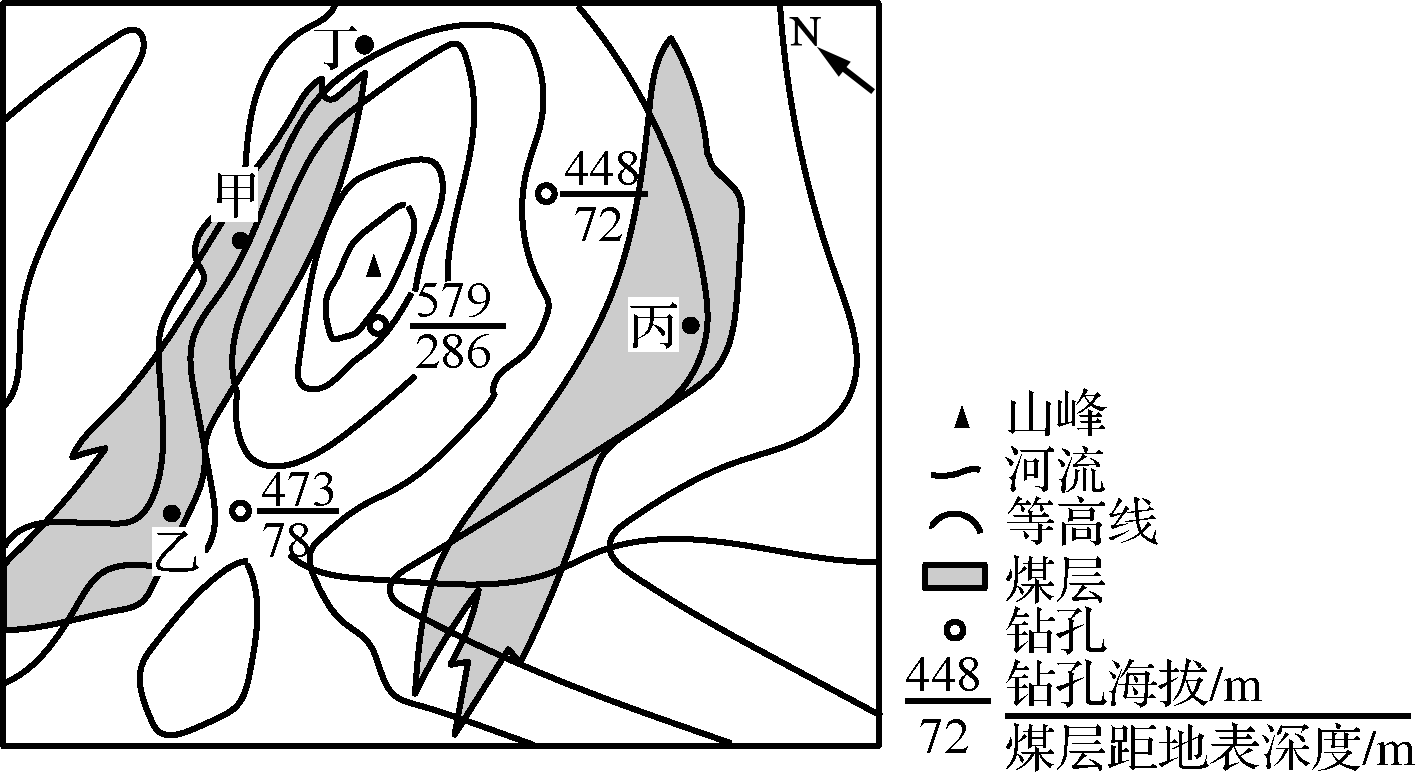 丁
N
甲
448
72
579
286
丙
473
78
乙
山峰
河流
等高线
煤层
钻孔
448 钻孔海拔/m
72 煤层距地表深度/m